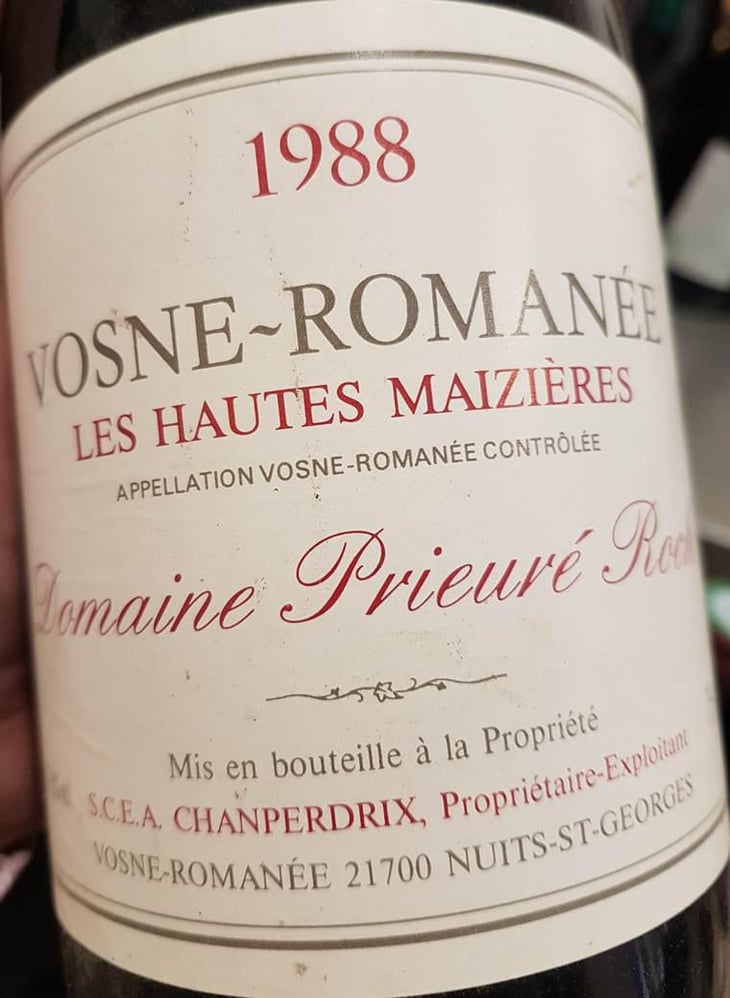 1988
VOSNE~ROMANÉE
LES HAUTES MAIZIÈRES
APPELLATION VOSNE-ROMANÉE CONTRÔLÉE
Domaine Prieuré
Mis en bouteille à la Propriété
S.C.E.A. CHANPERDRIX, Propriétaire-Exploitant
VOSNE-ROMANÉE 21700 NUITS-ST-GEORGES